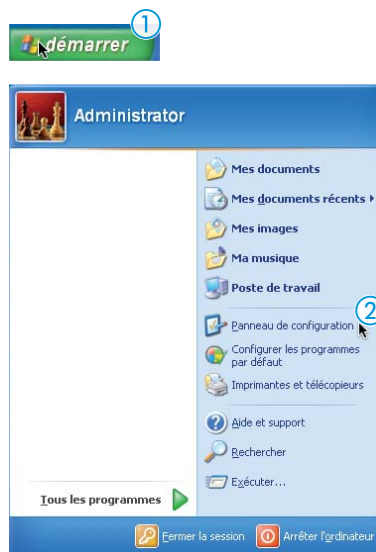 1
démarrer
Administrator
Mes documents
Mes documents récents
Mes images
Ma musique
Poste de travail
2
Panneau de configuration
Configurer les programmes
par défaut
Imprimantes et télécopieurs
Aide et support
Rechercher
Exécuter...
Tous les programmes
Fermer la session Arrêter l'ordinateur